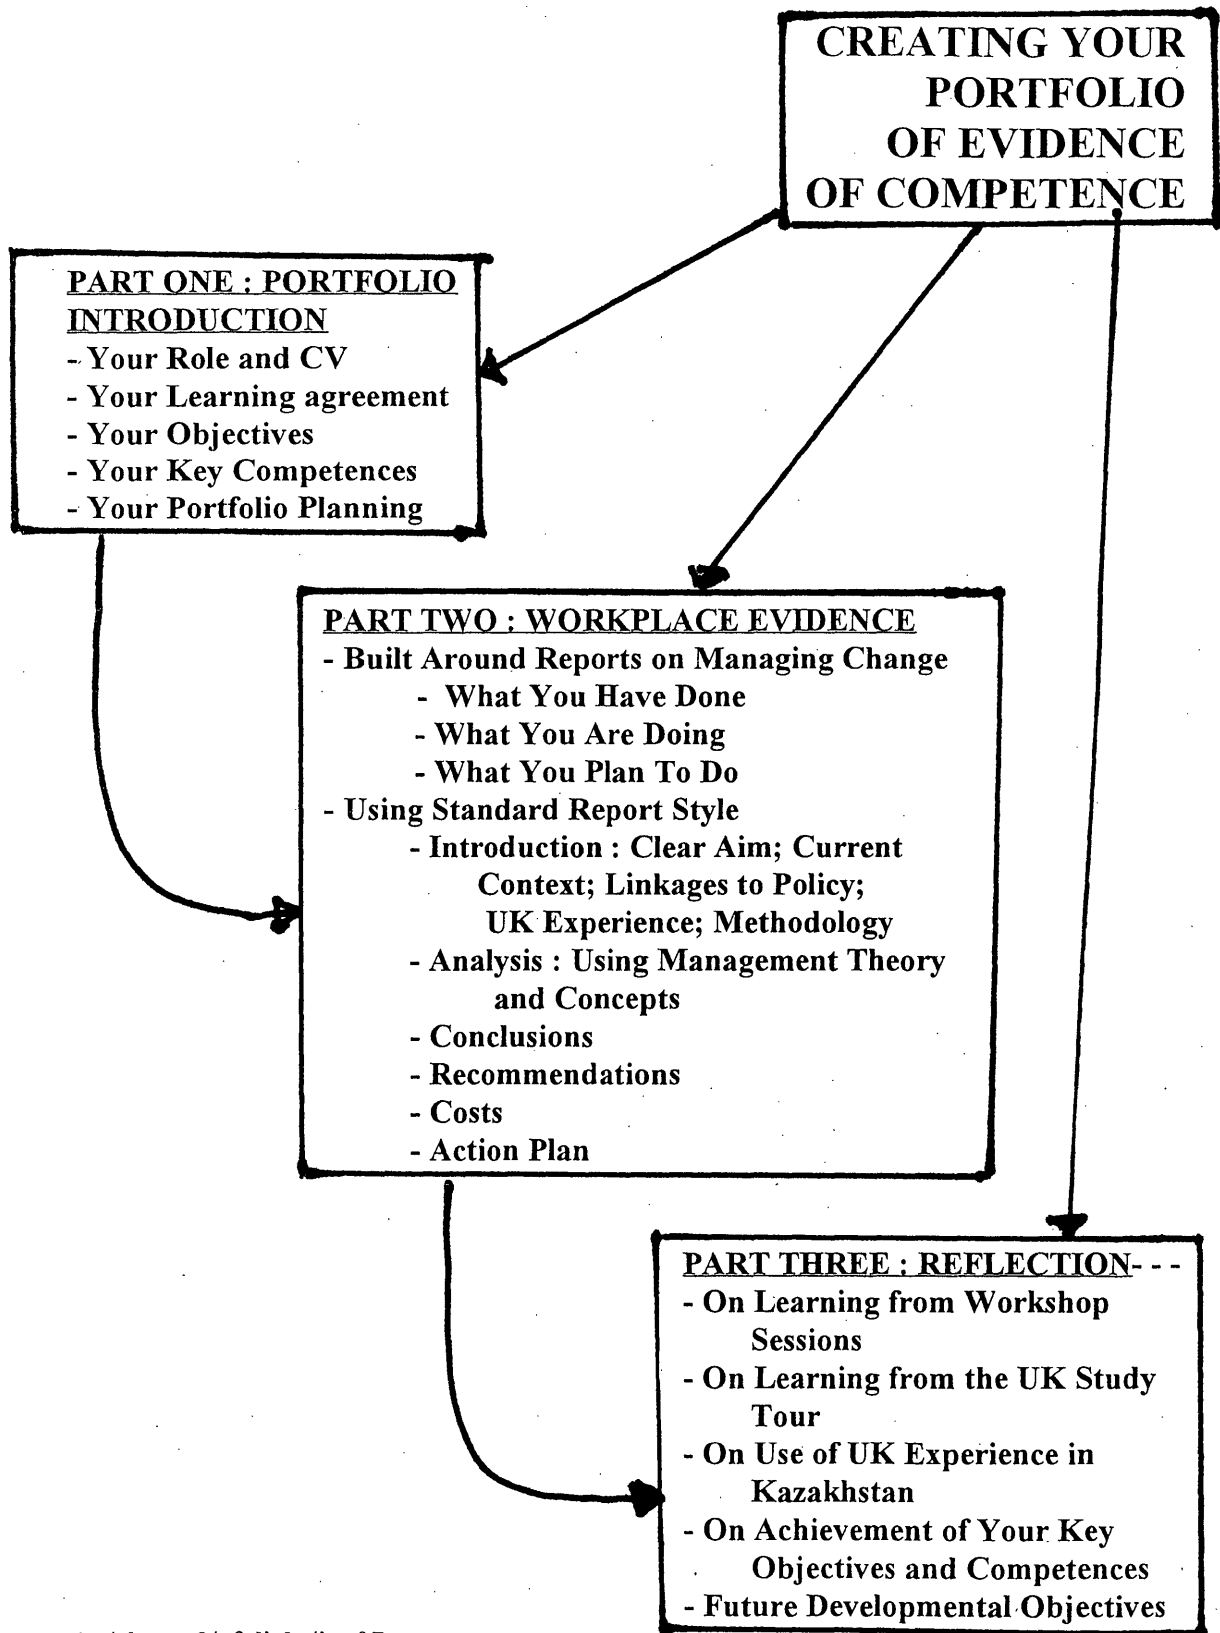 CREATING YOUR
PORTFOLIO
OF EVIDENCE
OF COMPETENCE
PART ONE : PORTFOLIO
INTRODUCTION
- Your Role and CV
- Your Learning agreement
- Your Objectives
- Your Key Competences
- Your Portfolio Planning
PART TWO : WORKPLACE EVIDENCE
- Built Around Reports on Managing Change
- What You Have Done
- What You Are Doing
- What You Plan To Do
- Using Standard Report Style
- Introduction : Clear Aim; Current
Context; Linkages to Policy;
UK Experience; Methodology
- Analysis : Using Management Theory
and Concepts
- Conclusions
- Recommendations
- Costs
- Action Plan
PART THREE : REFLECTION- - -
- On Learning from Workshop
Sessions
- On Learning from the UK Study
Tour
- On Use of UK Experience in
Kazakhstan
- On Achievement of Your Key
Objectives and Competences
- Future Developmental Objectives